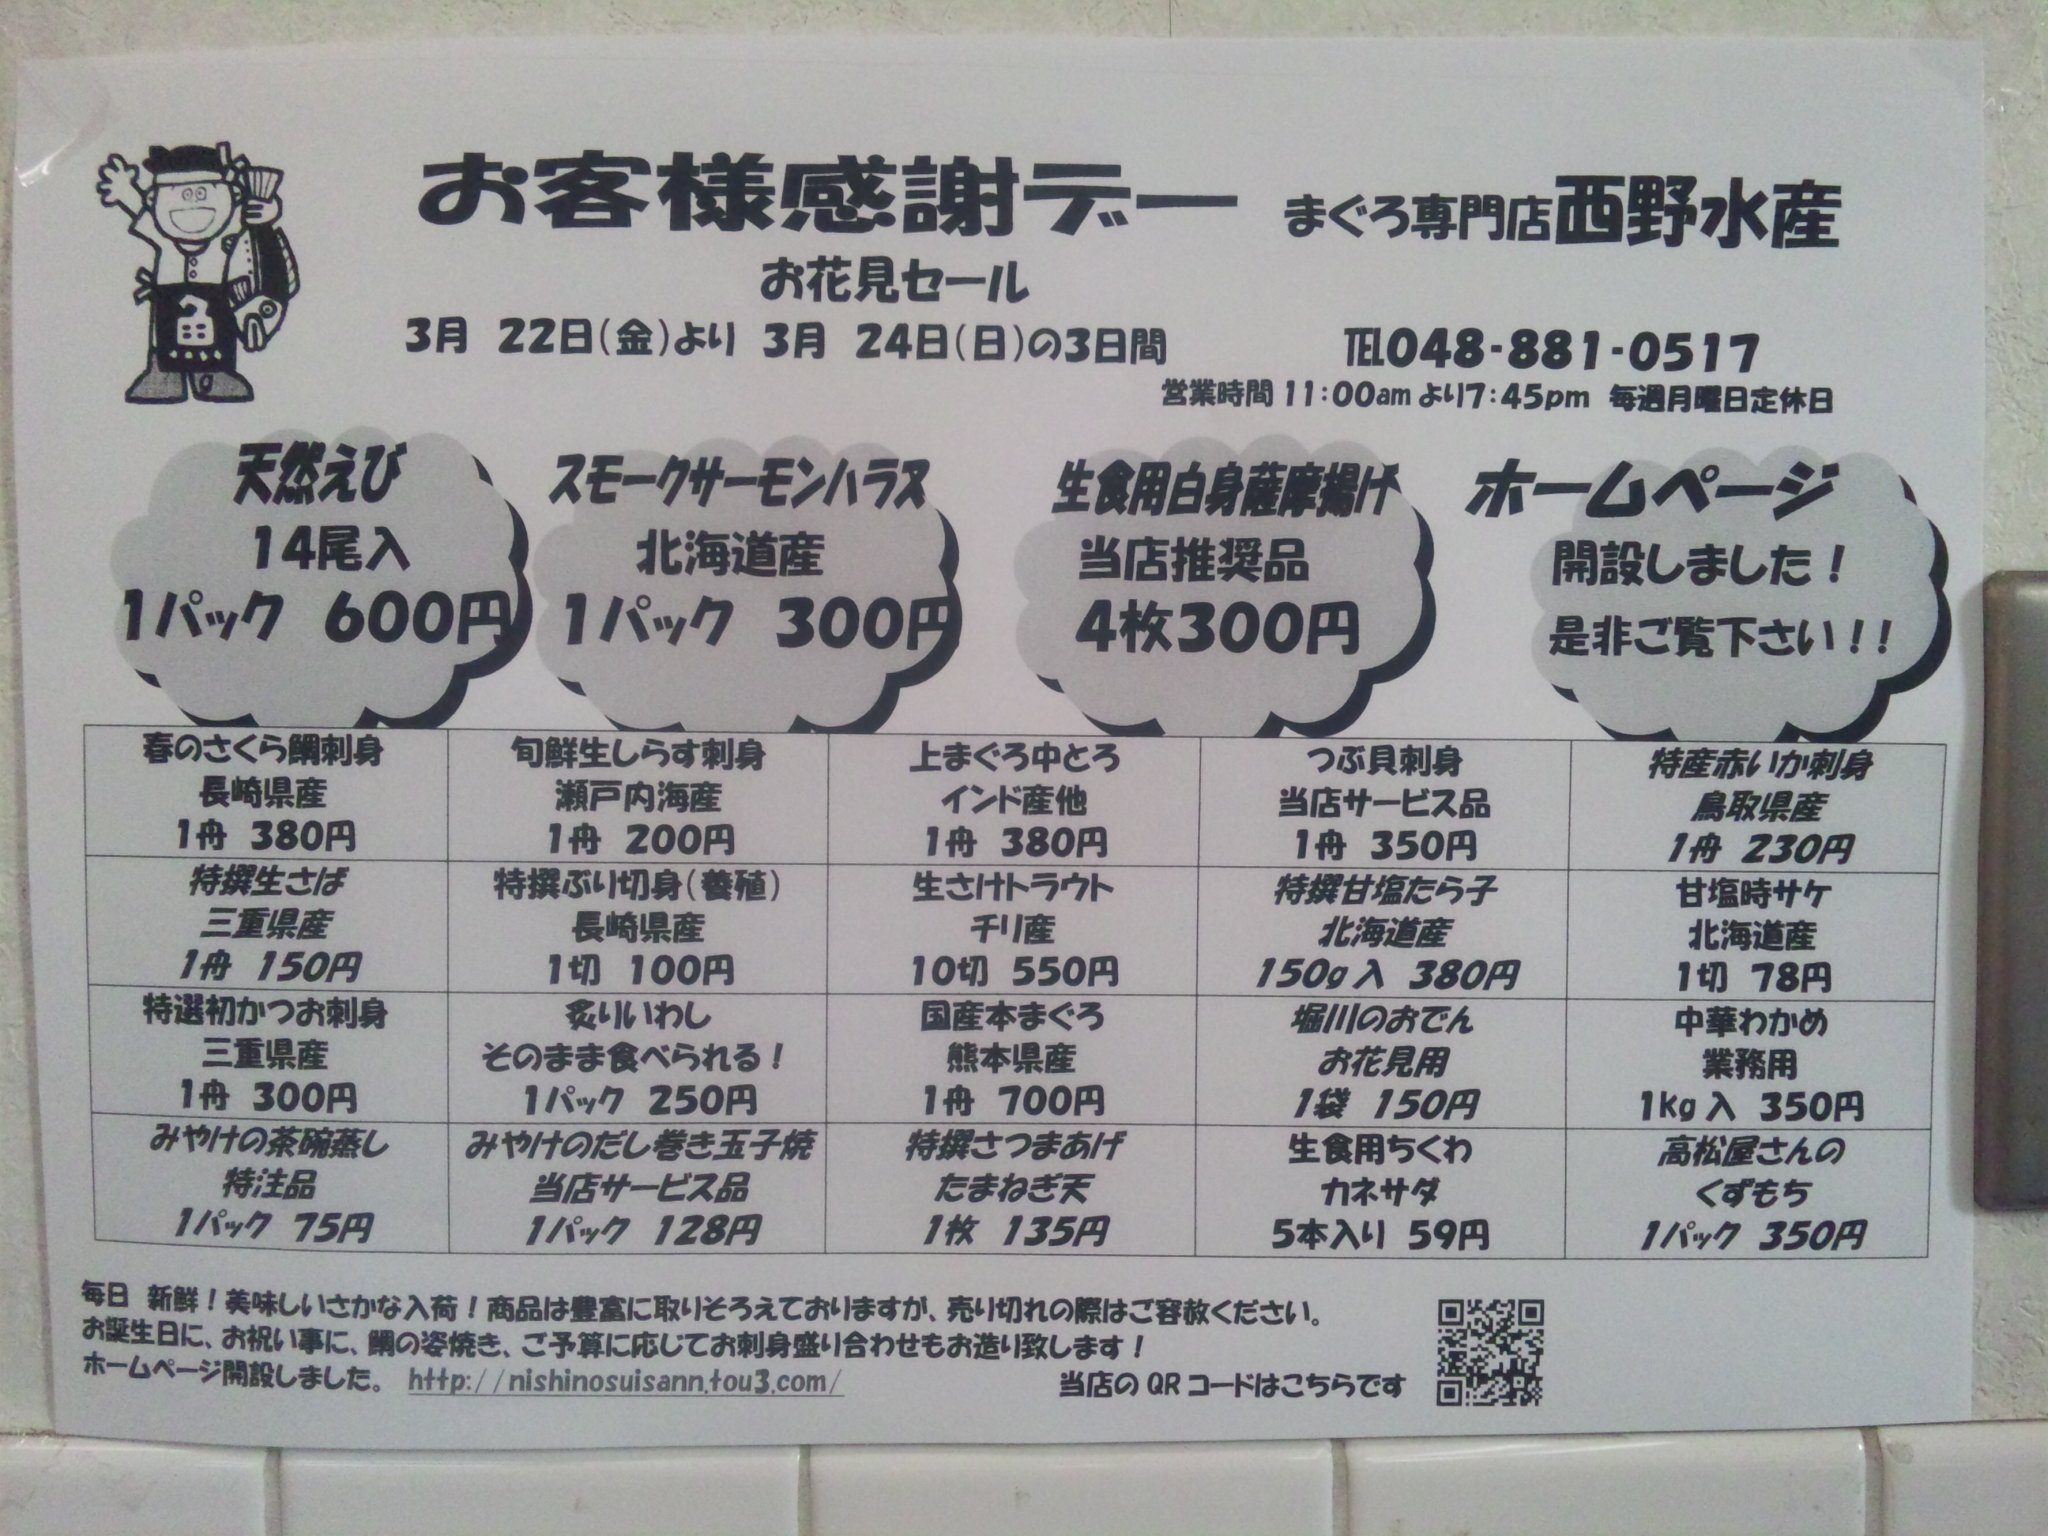 お客様感謝デー まぐろ専門店西野水産
お花見セール
3月 22日(金)より 3月 24日(日)の3日間
TEL048-881-0517
営業時間 11:00am より7:45pm 毎週月曜日定休日
魚
天然えび
14尾入
1パック 600円
スモークサーモンハラス
北海道産
1パック 300円
生食用白身薩摩揚げ
当店推奨品
4枚300円
ホームページ
開設しました!
是非ご覧下さい!!
春のさくら鯛刺身
長崎県産
1舟 380円
旬鮮生しらす刺身
瀬戸内海産
1舟 200円
上まぐろ中とろ
インド産他
1舟 380円
つぶ貝刺身
当店サービス品
1舟 350円
特産赤いか刺身
鳥取県産
1舟 230円
特撰生さば
三重県産
1舟 150円
特撰ぶり切身(養殖)
長崎県産
1切 100円
生さけトラウト
チリ産
10切 550円
特撰甘塩たら子
北海道産
150g入 380円
甘塩時サケ
北海道産
1切 78円
特選初かつお刺身
三重県産
1舟 300円
炙りいわし
そのまま食べられる!
1パック 250円
国産本まぐろ
熊本県産
1舟 700円
堀川のおでん
お花見用
1袋 150円
中華わかめ
業務用
1kg入 350円
みやけの茶碗蒸し
特注品
1パック 75円
みやけのだし巻き玉子焼
当店サービス品
1パック 128円
特撰さつまあげ
たまねぎ天
1枚 135円
生食用ちくわ
カネサダ
5本入り 59円
高松屋さんの
くずもち
1パック 350円
毎日 新鮮!美味しいさかな入荷!商品は豊富に取りそろえておりますが、売り切れの際はご容赦ください。
お誕生日に、お祝い事に、鯛の姿焼き、ご予算に応じてお刺身盛り合わせもお造り致します!
ホームページ開設しました。 http://nishinosuisann.tou3.com/ 当店のQRコードはこちらです